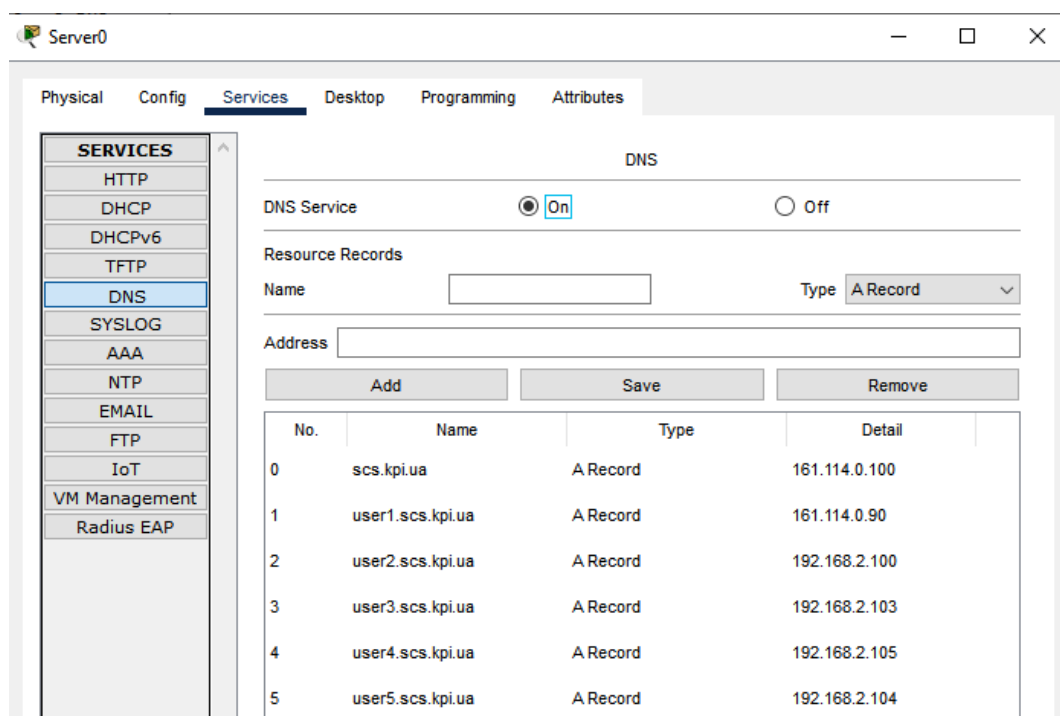 Server0
Physical Config Services Desktop Programming Attributes
SERVICES
HTTP
DHCP
DHCPv6
TFTP
DNS
SYSLOG
AAA
NTP
EMAIL
FTP
IoT
VM Management
Radius EAP
DNS
DNS Service On Off
Resource Records
Name Type A Record
Address
Add Save Remove
No. Name Type Detail
0 scs.kpi.ua A Record 161.114.0.100
1 user1.scs.kpi.ua A Record 161.114.0.90
2 user2.scs.kpi.ua A Record 192.168.2.100
3 user3.scs.kpi.ua A Record 192.168.2.103
4 user4.scs.kpi.ua A Record 192.168.2.105
5 user5.scs.kpi.ua A Record 192.168.2.104